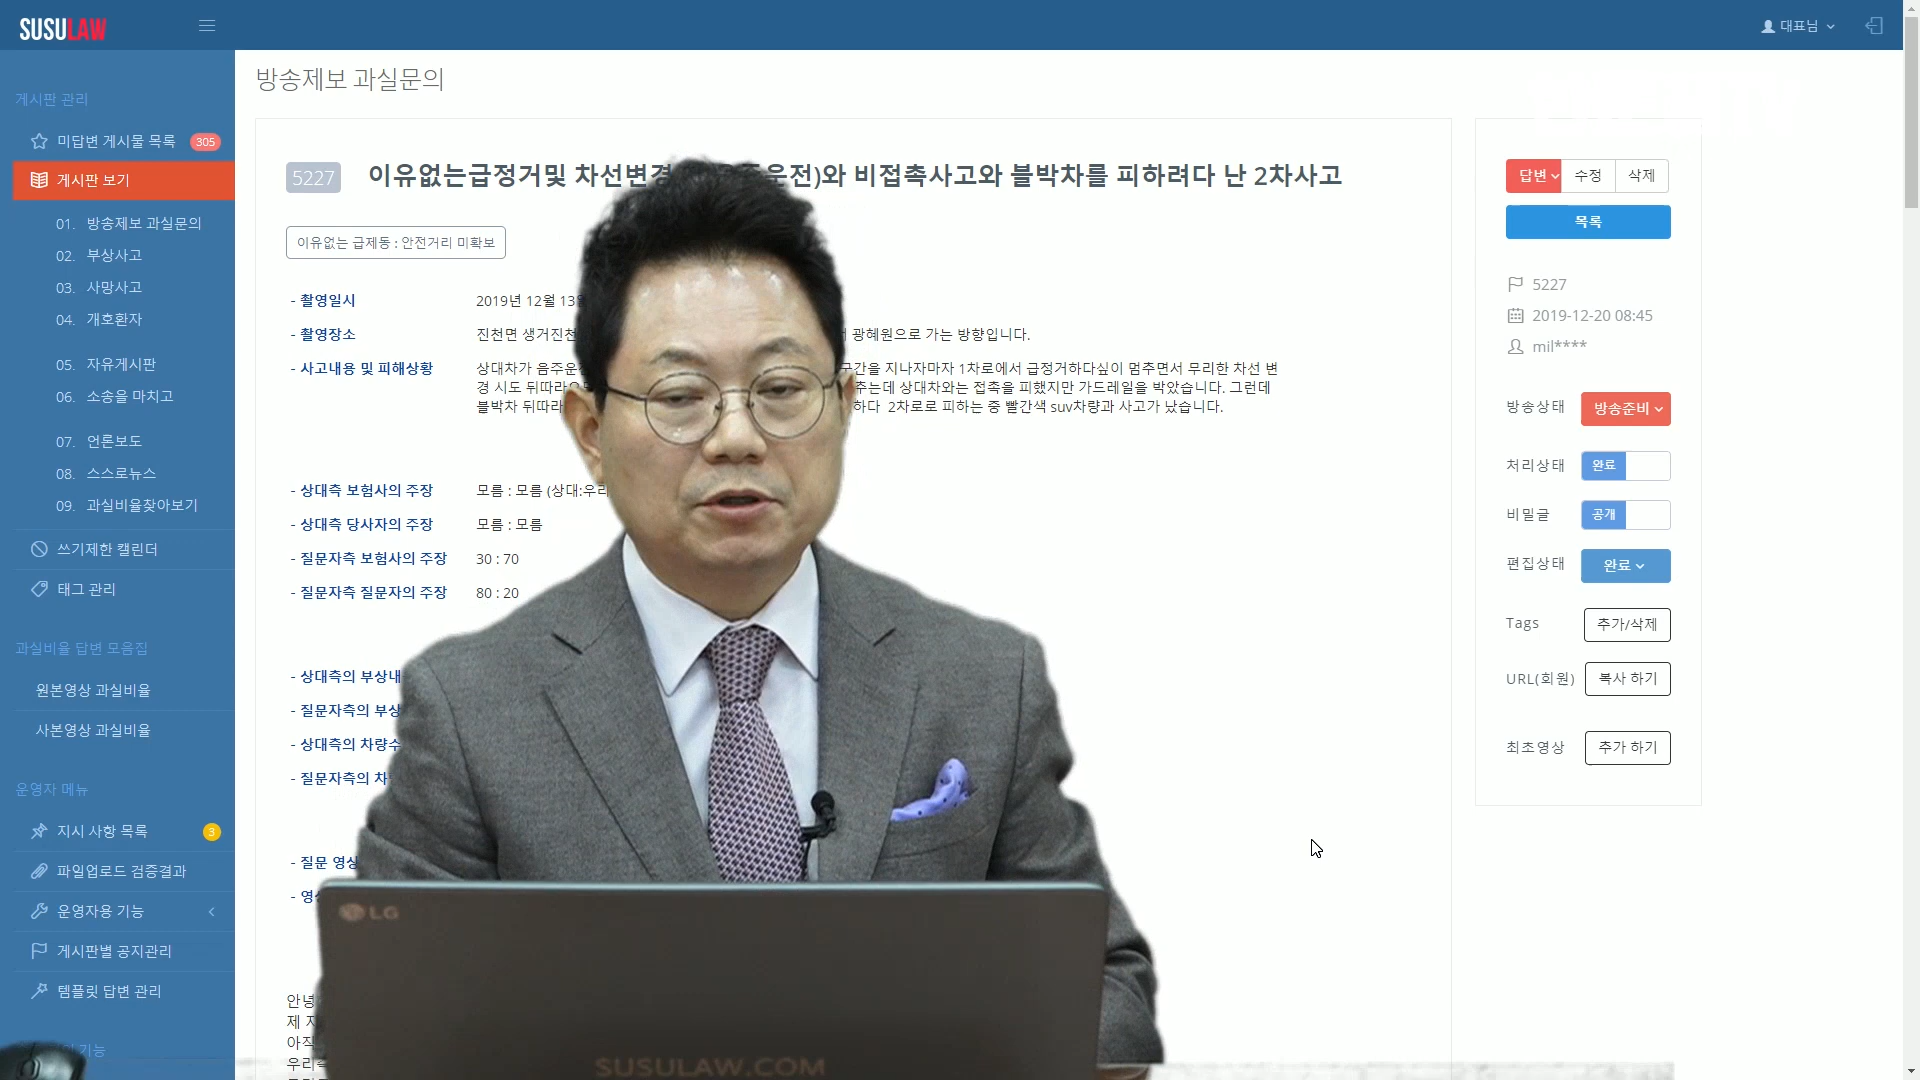 SUSULAW
대표님
게시판 관리
미답변 게시물 목록 305
게시판 보기
01. 방송제보 과실문의
02. 부상사고
03. 사망사고
04. 개호환자
05. 자유게시판
06. 소송을 마치고
07. 언론보도
08. 스스로뉴스
09. 과실비율찾아보기
쓰기제한 캘린더
태그 관리
과실비율 답변 모음집
원본영상 과실비율
사본영상 과실비율
운영자 메뉴
지시 사항 목록 3
파일업로드 검증결과
운영자용 기능
게시판별 공지관리
템플릿 답변 관리
기능
방송제보 과실문의
5227 이유없는급정거및 차선변경 운전)와 비접촉사고와 불박차를 피하려다 난 2차사고
이유없는 급제동 : 안전거리 미확보
- 촬영일시 2019년 12월 13
- 촬영장소 진천면 생거진천 광혜원으로 가는 방향입니다.
- 사고내용 및 피해상황 상대차가 음주운 구간을 지나자마자 1차로에서 급정거하다싶이 멈추면서 무리한 차선 변
경 시도 뒤따라 추는데 상대차와는 접촉을 피했지만 가드레일을 박았습니다. 그런데
불박차 뒤따라 하다 2차로로 피하는 중 빨간색 suv차량과 사고가 났습니다.
- 상대측 보험사의 주장 모름 : 모름 (상대:우리
- 상대측 당사자의 주장 모름 : 모름
- 질문자측 보험사의 주장 30 : 70
- 질문자측 질문자의 주장 80 : 20
- 상대측의 부상내
- 질문자측의 부상
- 상대측의 차량수
- 질문자측의 차
- 질문 영상
- 영
안녕
제 지
아직
우리
LG
SUSULAW.COM
답변 수정 삭제
목록
5227
2019-12-20 08:45
mil****
방송상태 방송준비
처리상태 완료
비밀글 공개
편집상태 완료
Tags 추가/삭제
URL(회원) 복사 하기
최초영상 추가 하기